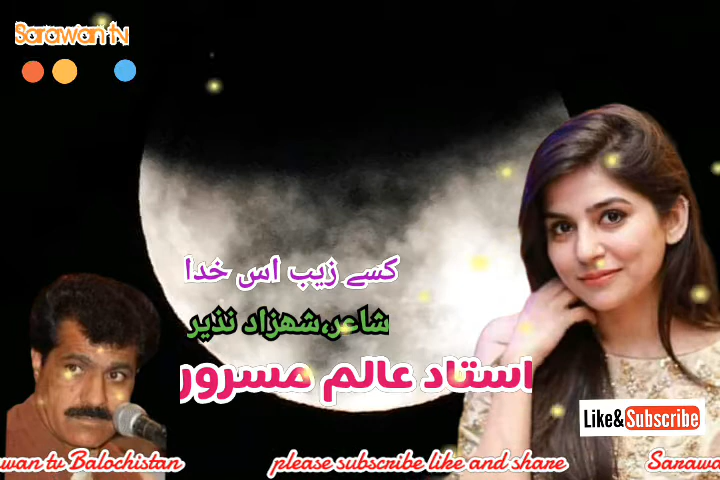 Sarawan tv
کسے زیب اس خدا
شاعر،شهزاد نذیر
استاد عالم مسرور
Like& Subscribe
wan tv Balochistan please subscribe like and share Sarawa